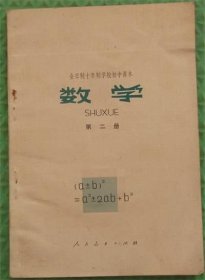 全日制十年制学校初中课本
数学
SHUXUE
第二册
(a±b)²
=a²±2ab+b²
人民教育出版社